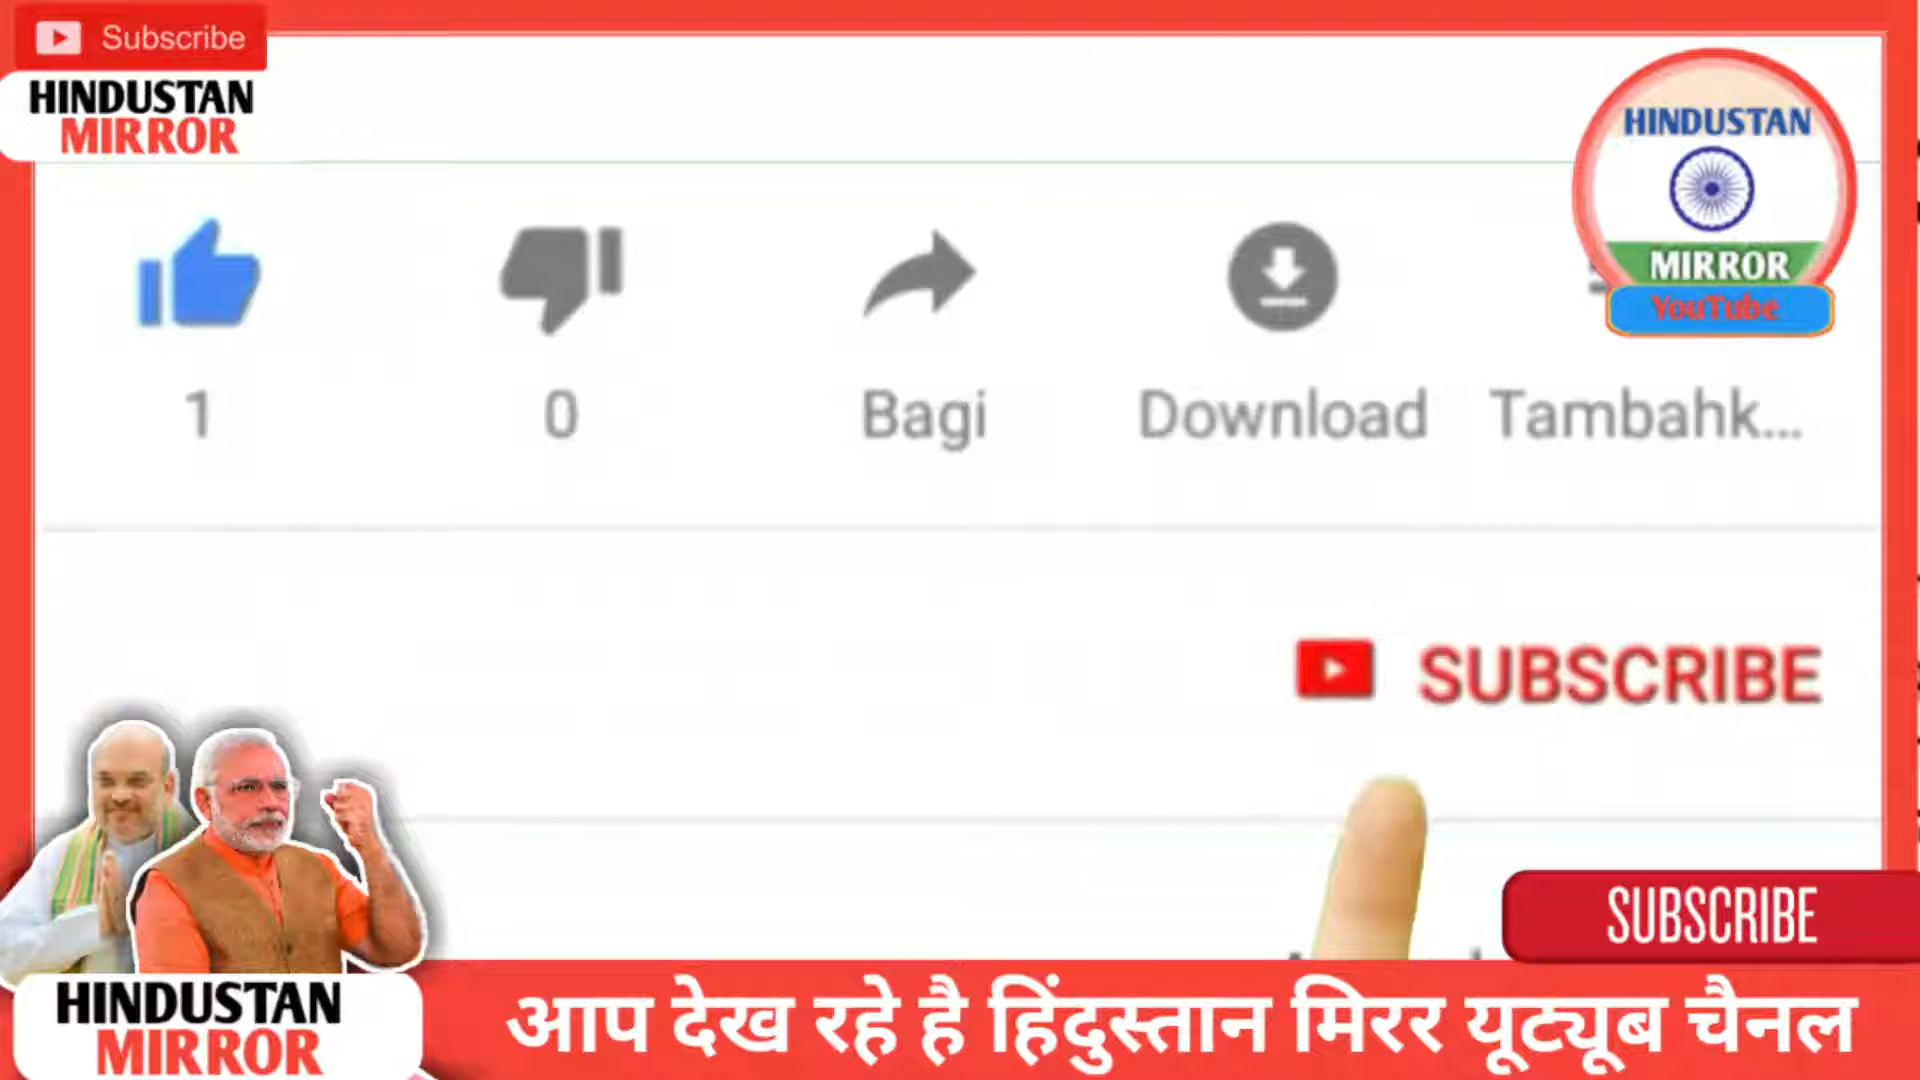 Subscribe
HINDUSTAN
MIRROR
HINDUSTAN
MIRROR
YouTube
1
0
Bagi
Download
Tambahk...
SUBSCRIBE
SUBSCRIBE
HINDUSTAN
MIRROR
आप देख रहे है हिंदुस्तान मिरर यूट्यूब चैनल